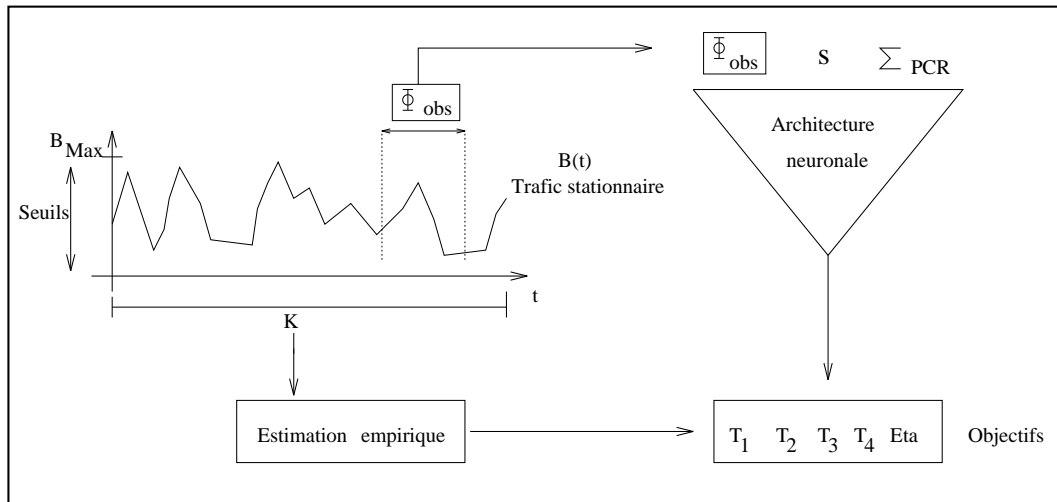 Φ obs S Σ PCR
Φ obs
Architecture
neuronale
B Max
B(t)
Trafic stationnaire
Seuils
t
K
Estimation empirique
T1 T2 T3 T4 Eta
Objectifs